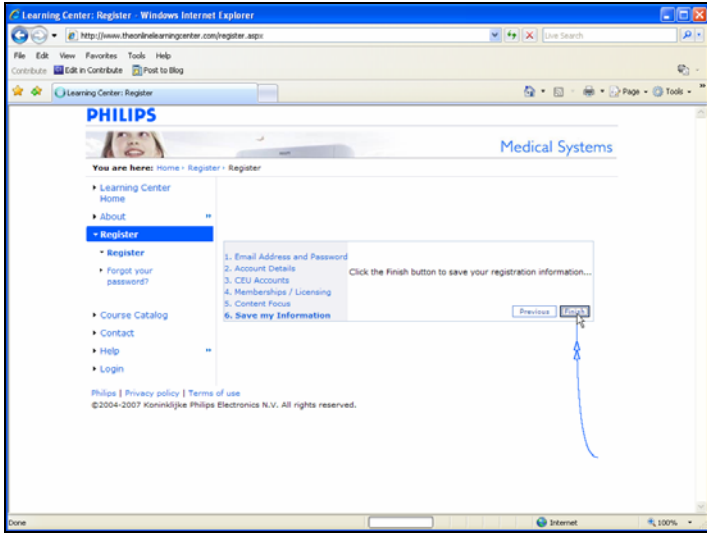 Learning Center: Register - Windows Internet Explorer
http://www.theonlinelearningcenter.com/register.aspx
Live Search
File Edit View Favorites Tools Help
Contribute Edit in Contribute Post to Blog
Learning Center: Register
Page Tools
PHILIPS
Medical Systems
You are here: Home › Register › Register
Learning Center
Home
About
Register
Register
Forgot your
password?
Course Catalog
Contact
Help
Login
1. Email Address and Password
2. Account Details
3. CEU Accounts
4. Memberships / Licensing
5. Content Focus
6. Save my Information
Click the Finish button to save your registration information...
Previous Finish
Philips | Privacy policy | Terms of use
©2004-2007 Koninklijke Philips Electronics N.V. All rights reserved.
Done Internet 100%